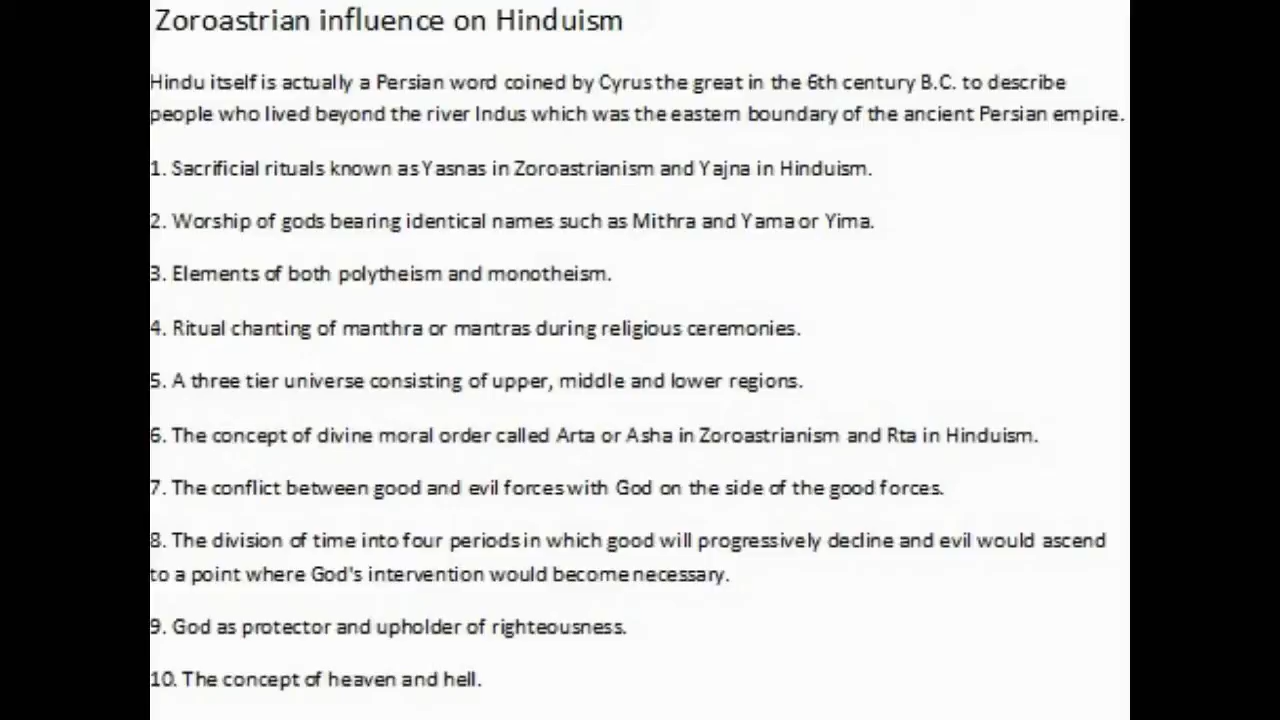 Zoroastrian influence on Hinduism
Hindu itself is actually a Persian word coined by Cyrus the great in the 6th century B.C. to describe
people who lived beyond the river Indus which was the eastern boundary of the ancient Persian empire.
1. Sacrificial rituals known as Yasnas in Zoroastrianism and Yajna in Hinduism.
2. Worship of gods bearing identical names such as Mithra and Yama or Yima.
3. Elements of both polytheism and monotheism.
4. Ritual chanting of manthra or mantras during religious ceremonies.
5. A three tier universe consisting of upper, middle and lower regions.
6. The concept of divine moral order called Arta or Asha in Zoroastrianism and Rta in Hinduism.
7. The conflict between good and evil forces with God on the side of the good forces.
8. The division of time into four periods in which good will progressively decline and evil would ascend
to a point where God's intervention would become necessary.
9. God as protector and upholder of righteousness.
10. The concept of heaven and hell.